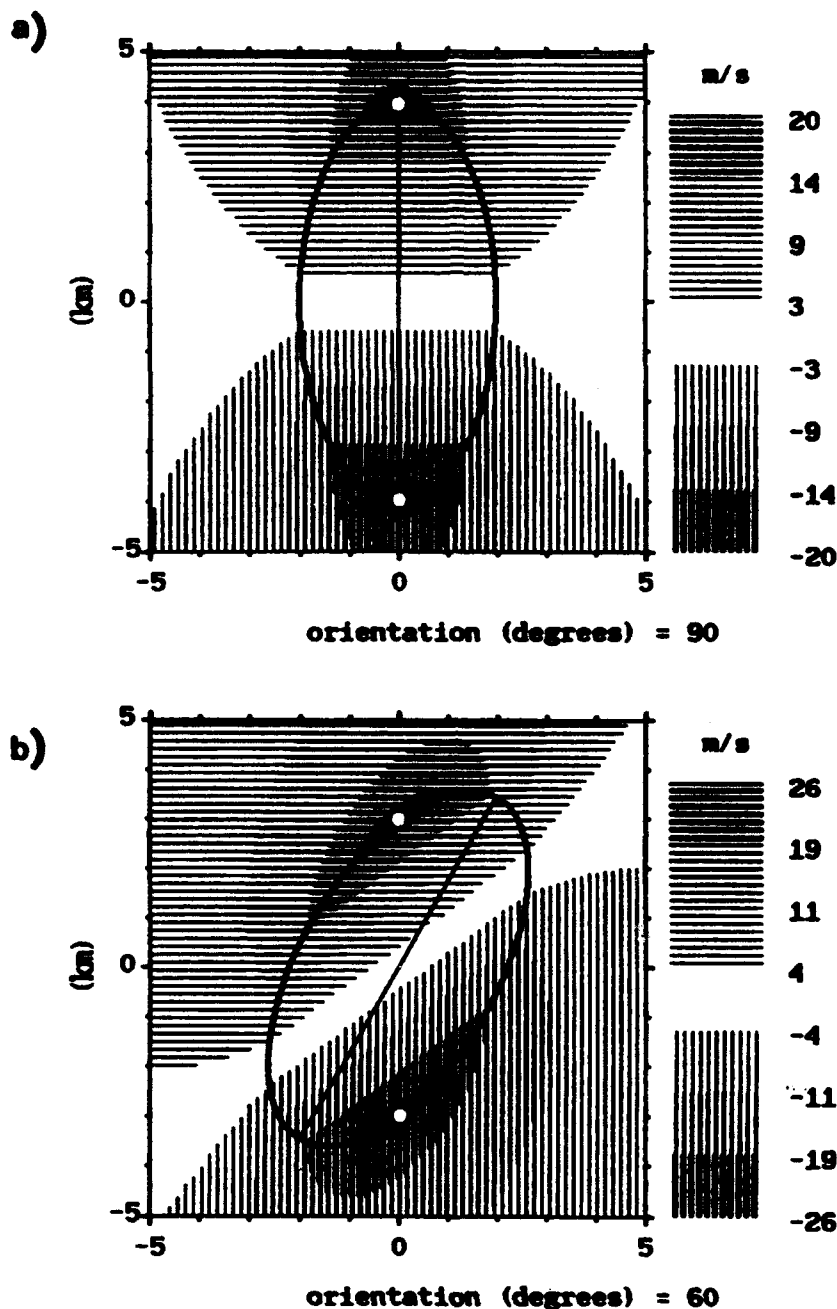 a)
5
0
-5
(km)
-5 0 5
orientation (degrees) = 90
m/s
20
14
9
3
-3
-9
-14
-20
b)
5
0
-5
(km)
-5 0 5
orientation (degrees) = 60
m/s
26
19
11
4
-4
-11
-19
-26